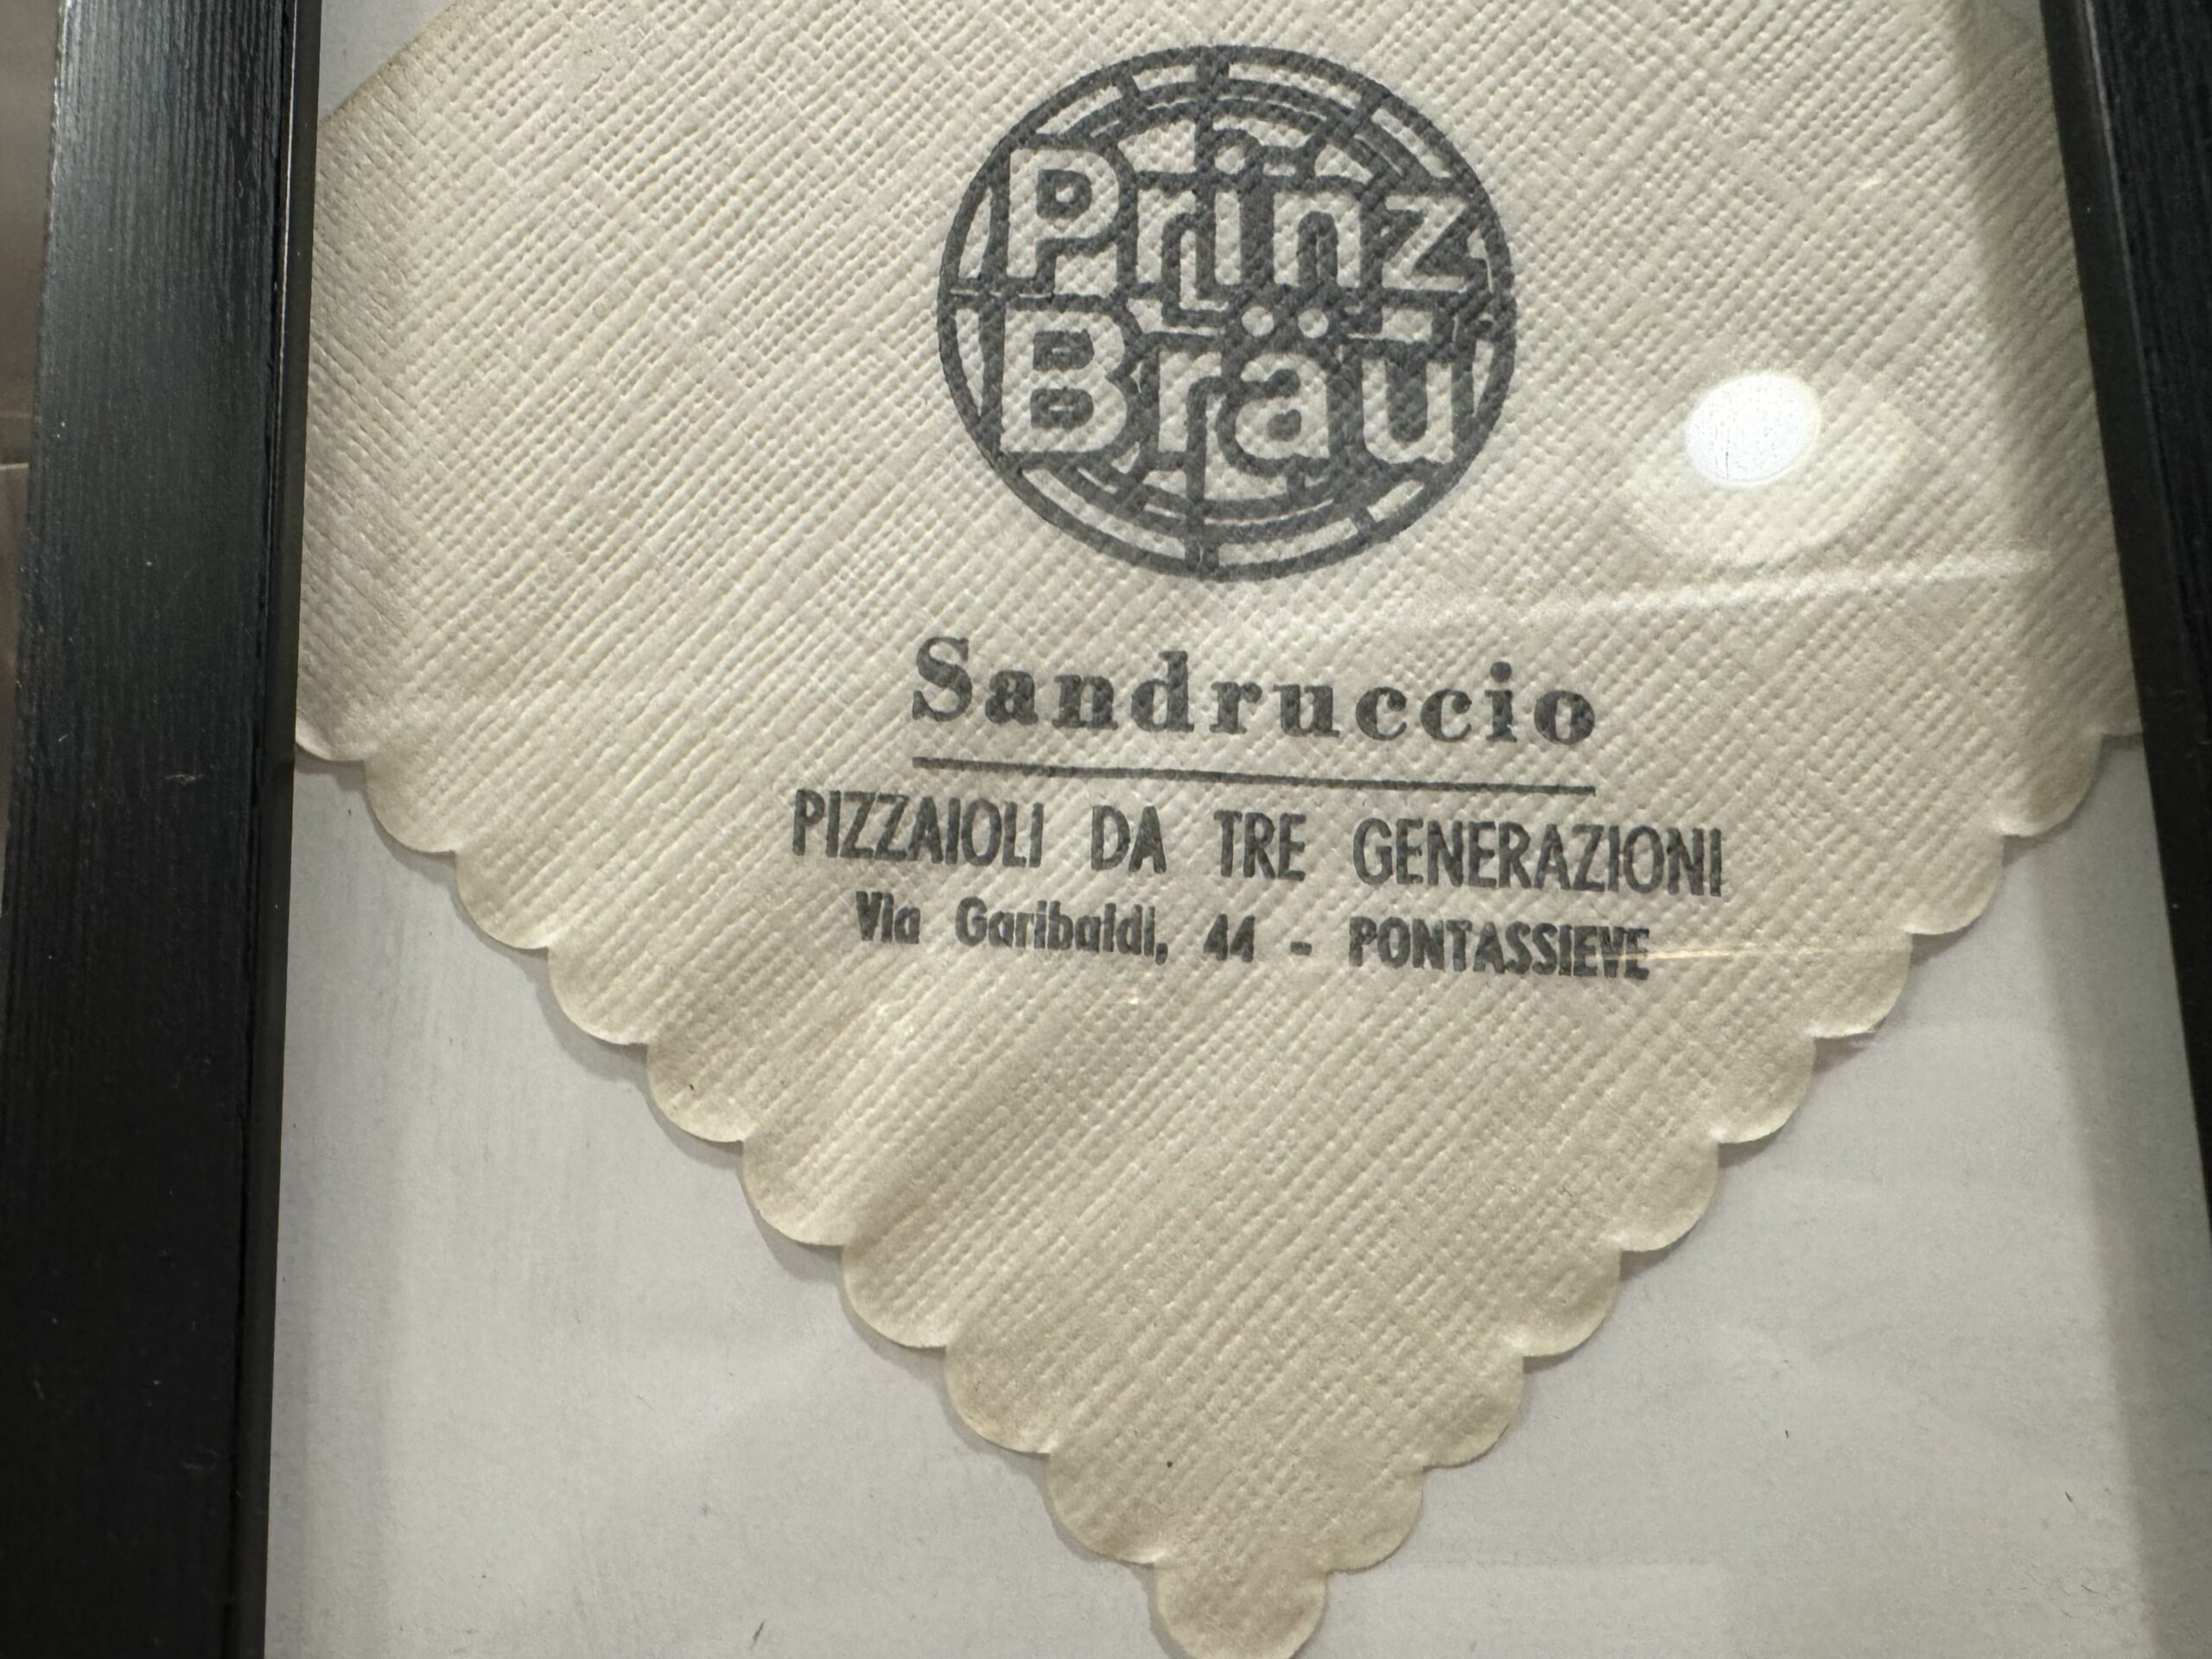 Prinz
Bräu
Sandruccio
PIZZAIOLI DA TRE GENERAZIONI
Via Garibaldi, 44 - PONTASSIEVE